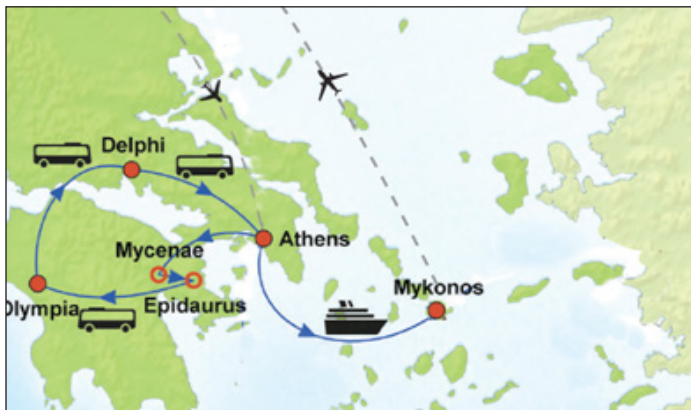 Delphi
Athens
Mycenae
Mykonos
Epidaurus
Olympia